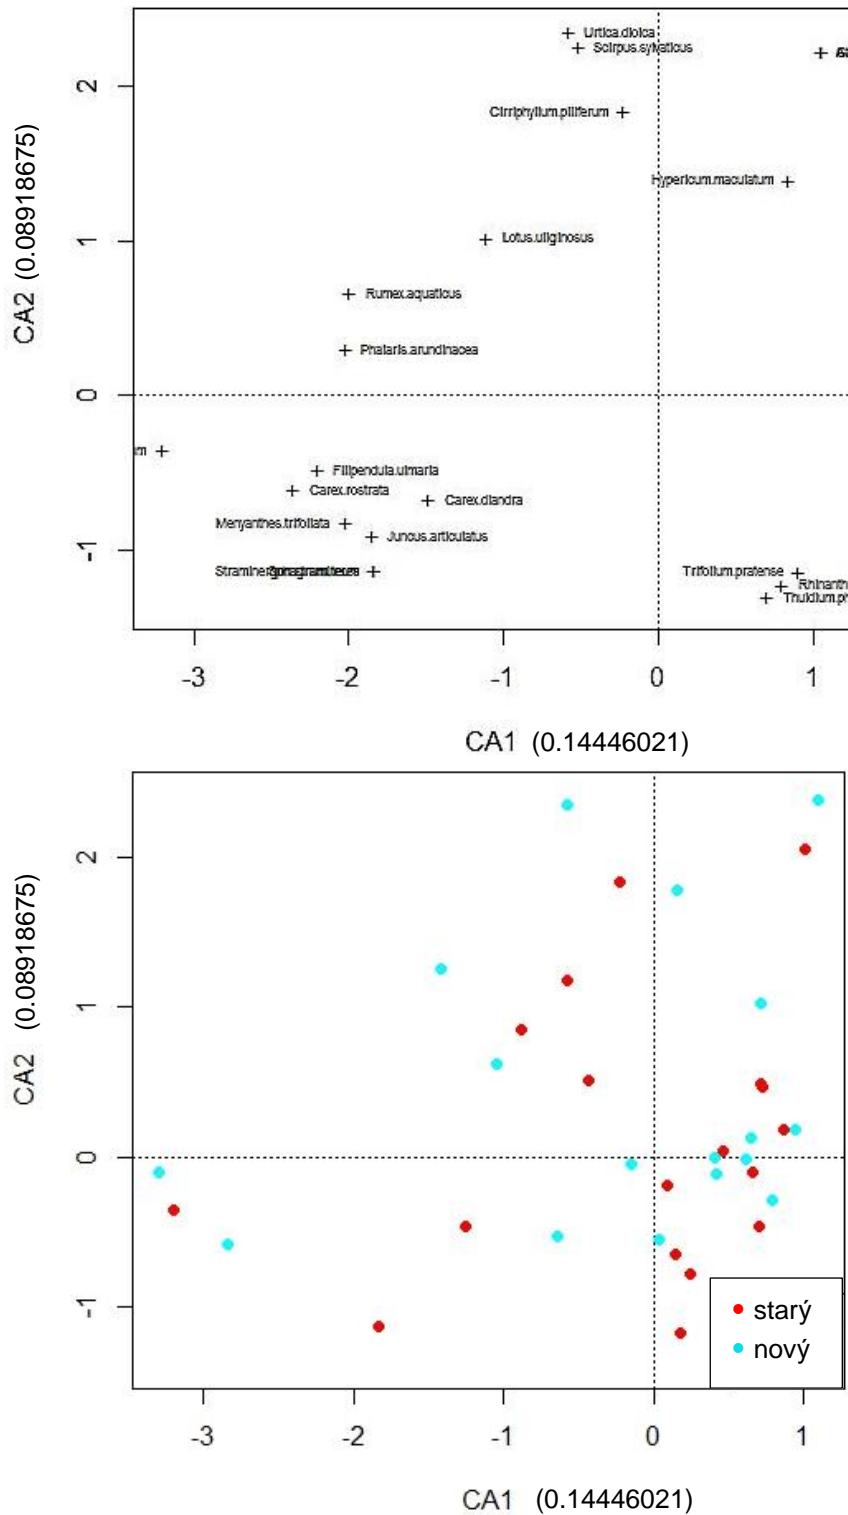 Urtica.dioica
Scirpus.sylvaticus
2
Cirriphyllum.piliferum
Hypericum.maculatum
CA2 (0.08918675)
1
Lotus.uliginosus
Rumex.aquaticus
Phalaris.arundinacea
0
m
Filipendula.ulmaria
Carex.rostrata
Carex.diandra
Menyanthes.trifoliata
Juncus.articulatus
-1
Trifolium.pratense
Rhinanth
Thuidium.ph
-3 -2 -1 0 1
CA1 (0.14446021)
2
CA2 (0.08918675)
1
0
-1
starý
nový
-3 -2 -1 0 1
CA1 (0.14446021)